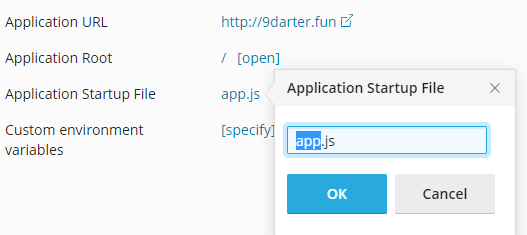 Application URL http://9darter.fun
Application Root / [open]
Application Startup File app.js
Custom environment variables [specify]
Application Startup File
app.js
OK Cancel